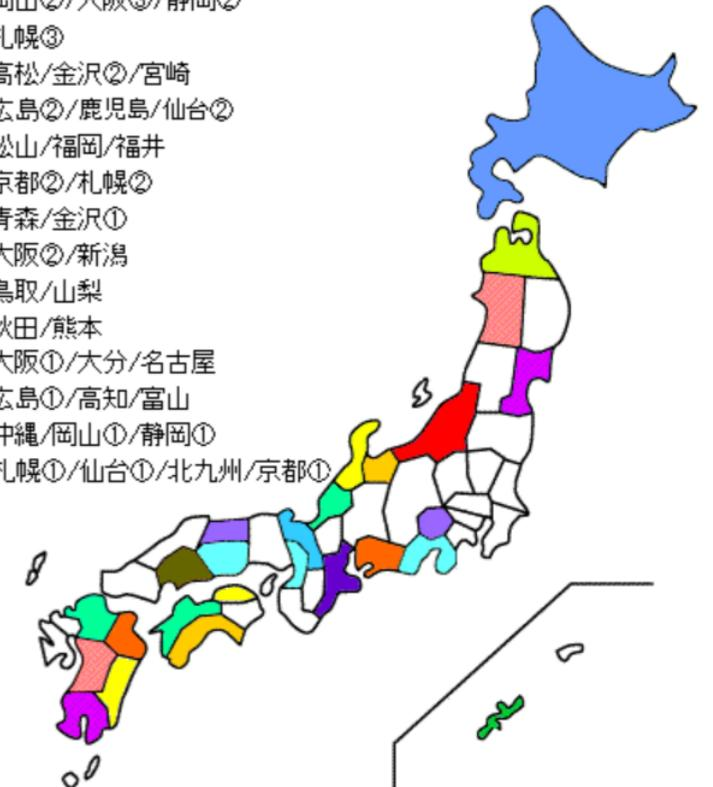 岡山②/大阪③/静岡②
札幌③
高松/金沢②/宮崎
広島②/鹿児島/仙台②
松山/福岡/福井
京都②/札幌②
青森/金沢①
大阪②/新潟
鳥取/山梨
秋田/熊本
大阪①/大分/名古屋
広島①/高知/富山
沖縄/岡山①/静岡①
札幌①/仙台①/北九州/京都①